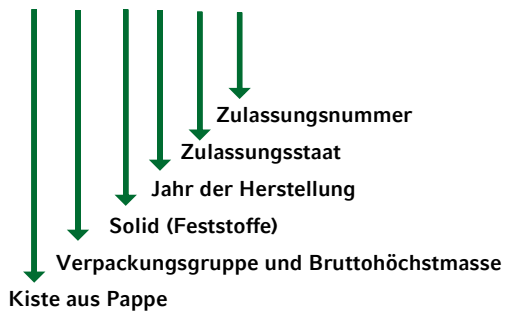 Zulassungsnummer
Zulassungsstaat
Jahr der Herstellung
Solid (Feststoffe)
Verpackungsgruppe und Bruttohöchstmasse
Kiste aus Pappe